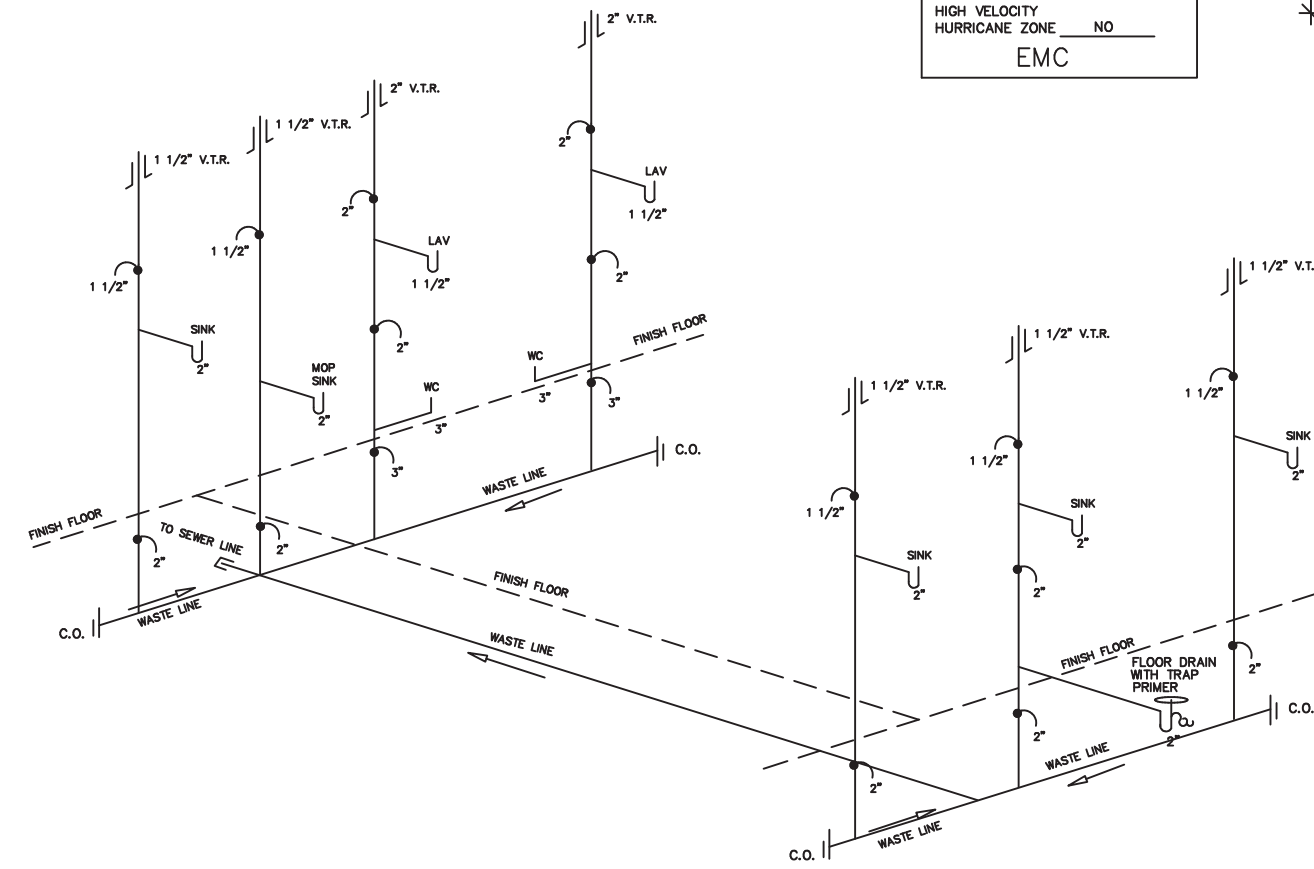 HIGH VELOCITY
HURRICANE ZONE NO
EMC
2" V.T.R.
2" V.T.R.
1 1/2" V.T.R.
1 1/2" V.T.R.
2"
LAV
1 1/2"
2"
2"
LAV
1 1/2"
2"
1 1/2"
1 1/2"
SINK
2"
MOP
SINK
2"
WC
3"
3"
WC
3"
3"
FINISH FLOOR
C.O.
WASTE LINE
FINISH FLOOR
TO SEWER LINE
2"
2"
WASTE LINE
C.O.
FINISH FLOOR
WASTE LINE
1 1/2" V.T.
1 1/2" V.T.R.
1 1/2" V.T.R.
1 1/2"
SINK
2"
1 1/2"
SINK
2"
1 1/2"
SINK
2"
2"
FINISH FLOOR
FLOOR DRAIN
WITH TRAP
PRIMER
2"
2"
C.O.
2"
2"
WASTE LINE
WASTE LINE
C.O.